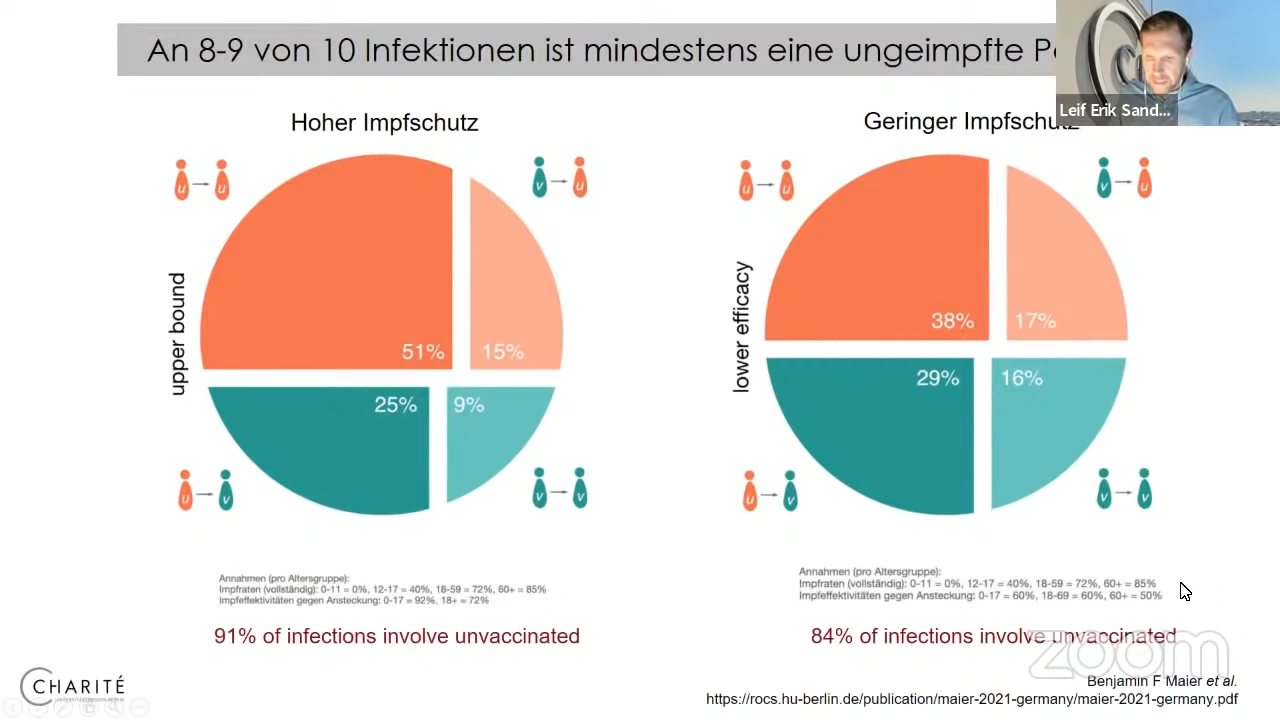 An 8-9 von 10 Infektionen ist mindestens eine ungeimpfte
Leif Erik Sand...
Hoher Impfschutz
Geringer Impfschutz
u → u
v → u
u → u
v → u
upper bound
lower efficacy
51%
15%
38%
17%
25%
9%
29%
16%
u → v
v → v
u → v
v → v
Annahmen (pro Altersgruppe):
Impfraten (vollständig): 0-11 = 0%, 12-17 = 40%, 18-59 = 72%, 60+ = 85%
Impfeffektivitäten gegen Ansteckung: 0-17 = 92%, 18+ = 72%
Annahmen (pro Altersgruppe):
Impfraten (vollständig): 0-11 = 0%, 12-17 = 40%, 18-59 = 72%, 60+ = 85%
Impfeffektivitäten gegen Ansteckung: 0-17 = 60%, 18-69 = 60%, 60+ = 50%
91% of infections involve unvaccinated
84% of infections involve unvaccinated
zoom
CHARITÉ
Benjamin F Maier et al.
https://rocs.hu-berlin.de/publication/maier-2021-germany/maier-2021-germany.pdf